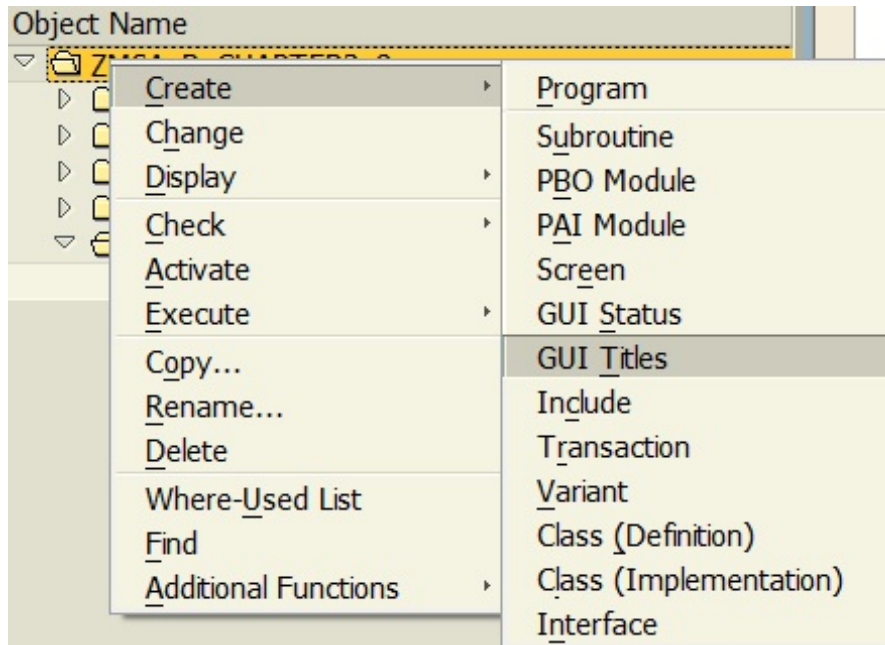 Object Name
Create
Change
Display
Check
Activate
Execute
Copy...
Rename...
Delete
Where-Used List
Find
Additional Functions
Program
Subroutine
PBO Module
PAI Module
Screen
GUI Status
GUI Titles
Include
Transaction
Variant
Class (Definition)
Class (Implementation)
Interface